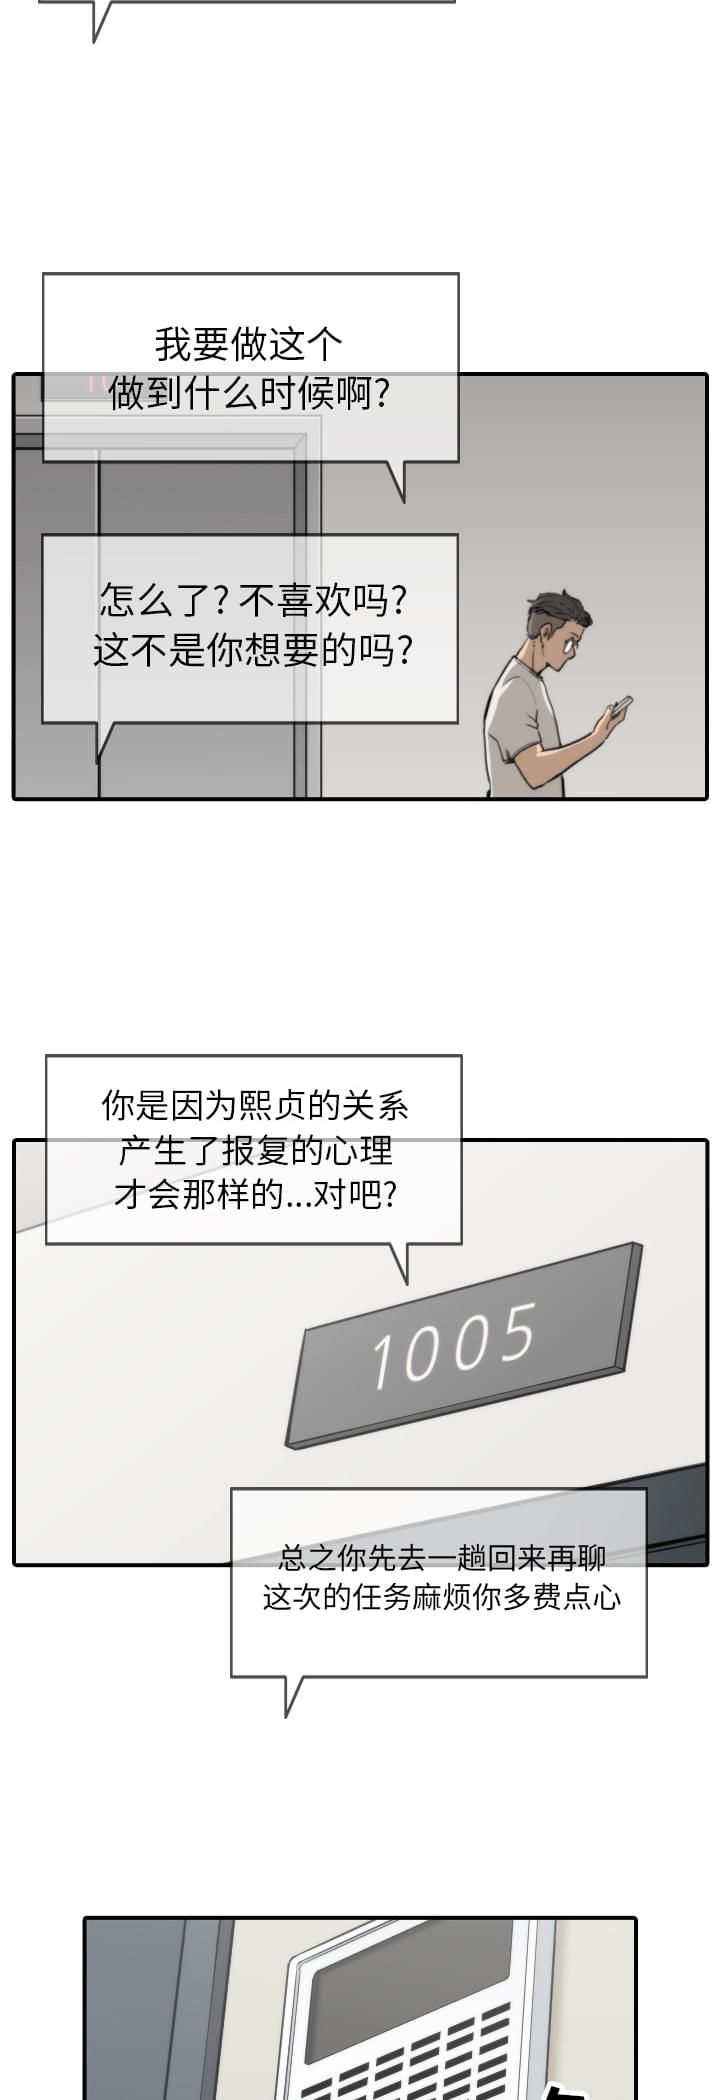 我要做这个
做到什么时候啊?
怎么了? 不喜欢吗?
这不是你想要的吗?
你是因为熙贞的关系
产生了报复的心理
才会那样的...对吧?
1005
总之你先去一趟回来再聊
这次的任务麻烦你多费点心